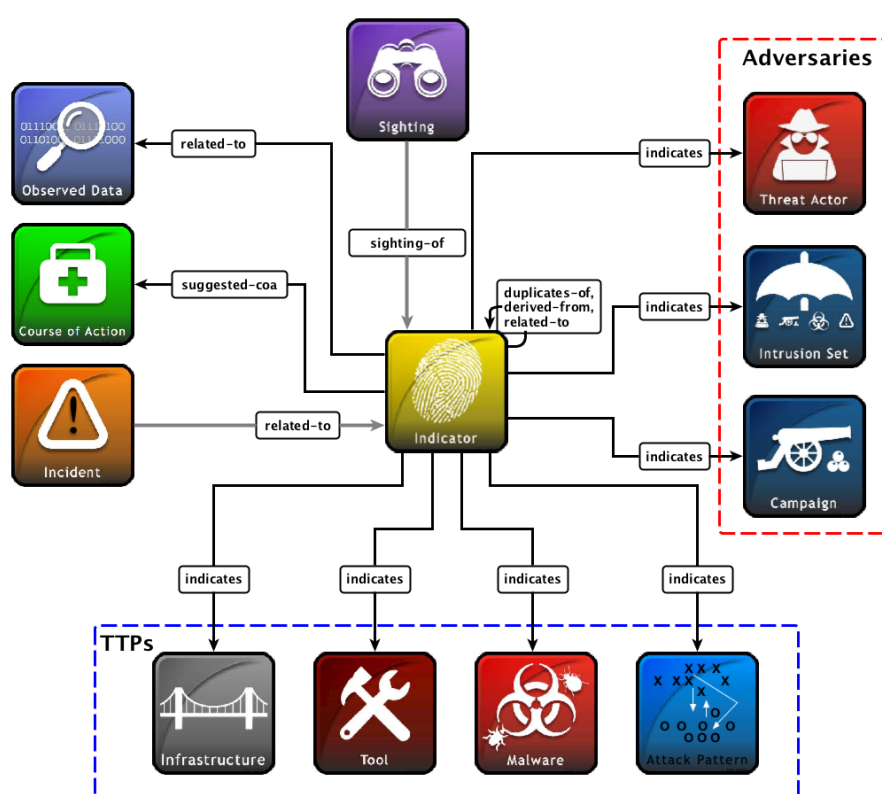 Adversaries
Sighting
01110 01111100
Observed Data
related-to
indicates
Threat Actor
sighting-of
Course of Action
suggested-coa
duplicates-of,
derived-from,
related-to
indicates
Intrusion Set
Incident
related-to
Indicator
indicates
Campaign
indicates
indicates
indicates
indicates
TTPs
X X X
X X X X
X
O
O O O O
O O O
Infrastructure
Tool
Malware
Attack Pattern